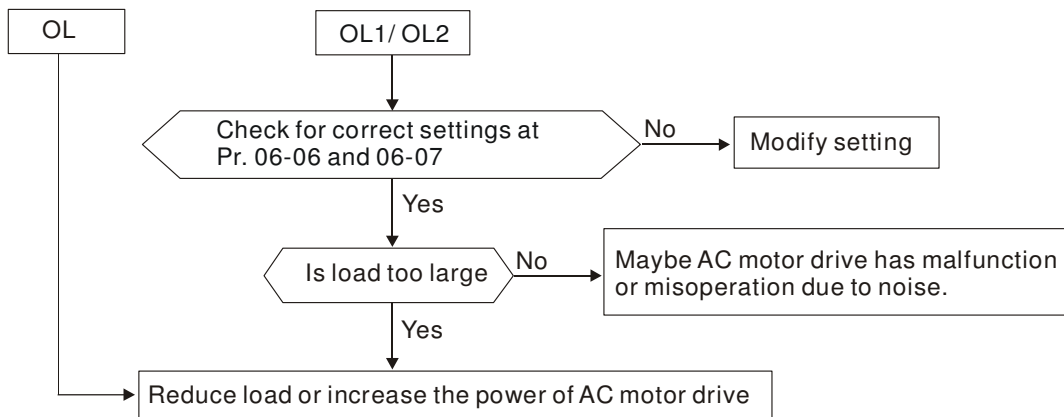 OL
OL1/ OL2
Check for correct settings at
Pr. 06-06 and 06-07
No
Modify setting
Yes
Is load too large
No
Maybe AC motor drive has malfunction
or misoperation due to noise.
Yes
Reduce load or increase the power of AC motor drive